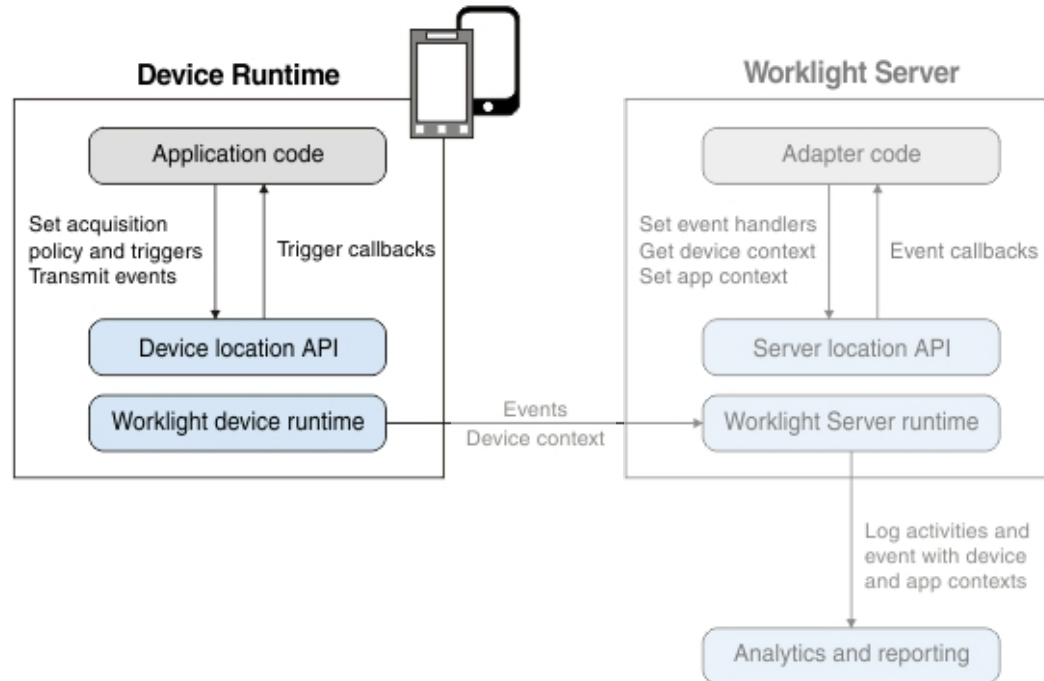 Device Runtime
Application code
Set acquisition
policy and triggers
Transmit events
Trigger callbacks
Device location API
Worklight device runtime
Events
Device context
Worklight Server
Adapter code
Set event handlers
Get device context
Set app context
Event callbacks
Server location API
Worklight Server runtime
Log activities and
event with device
and app contexts
Analytics and reporting